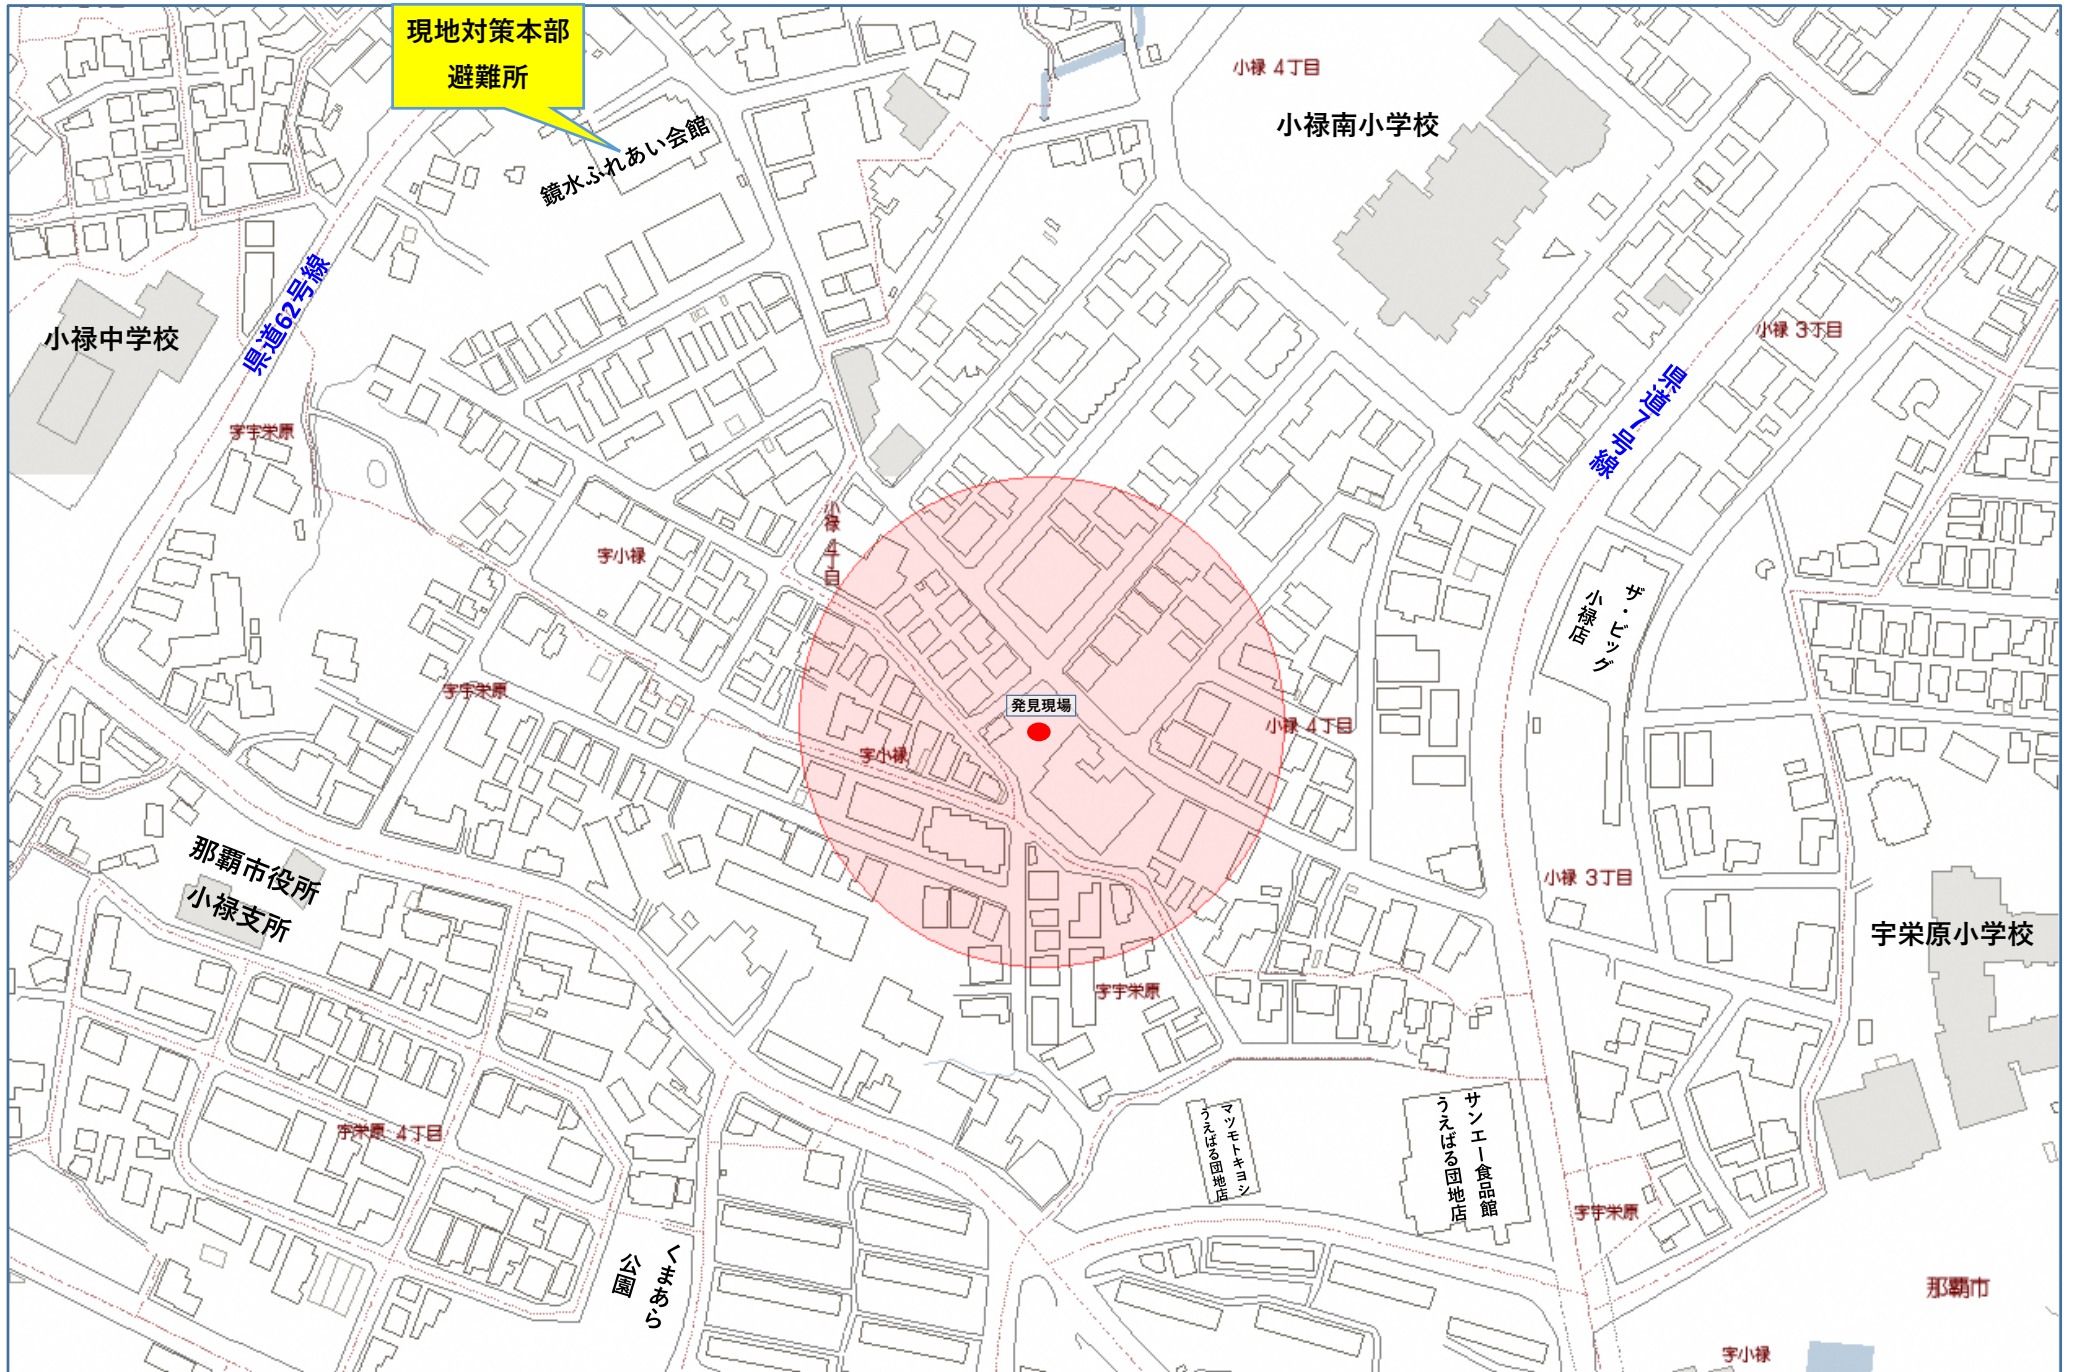 現地対策本部
避難所
鏡水ふれあい会館
小禄 4丁目
小禄南小学校
小禄中学校
県道62号線
小禄 3丁目
県道7号線
字宇栄原
小禄 4丁目
字小禄
ザ・ビッグ
小禄店
字宇栄原
発見現場
小禄 4丁目
字小禄
那覇市役所
小禄支所
小禄 3丁目
宇栄原小学校
字宇栄原
マツモトキヨシ
うえばる団地店
サンエー食品館
うえばる団地店
宇栄原 4丁目
字宇栄原
くまあら
公園
那覇市
字小禄